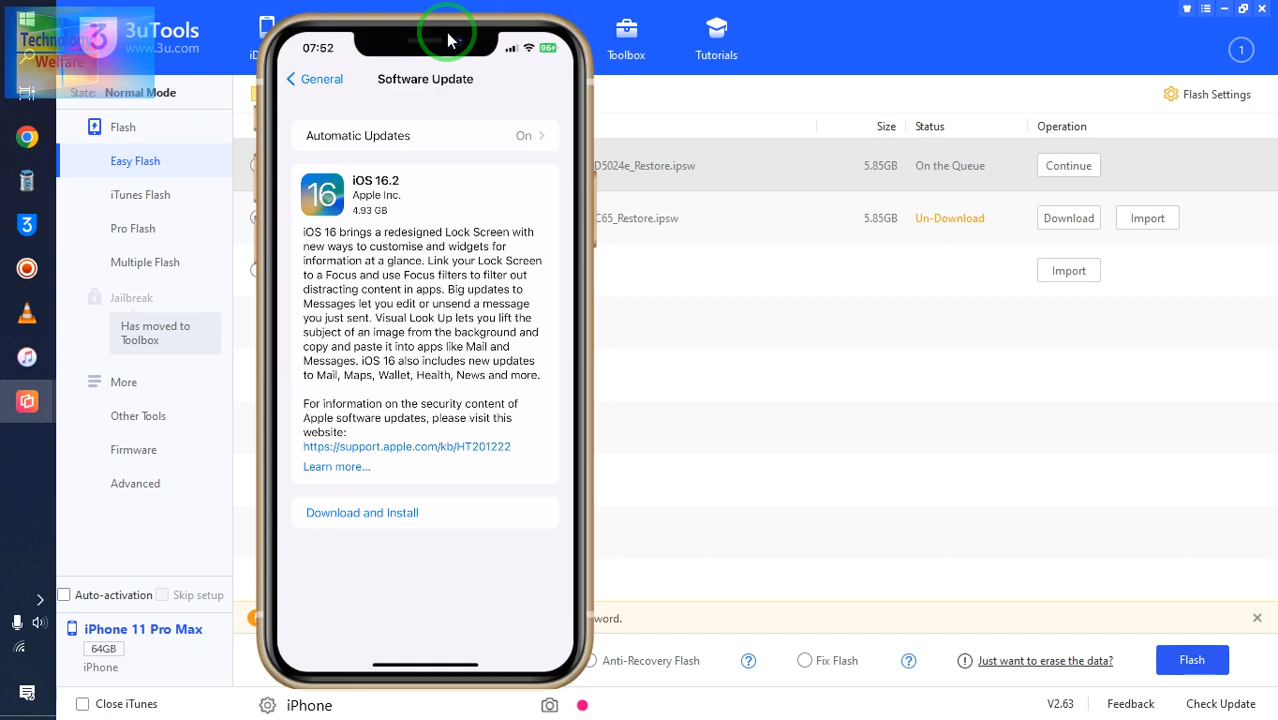 Technology
Welfare
3
3uTools
www.3u.com
iD
Toolbox
Tutorials
1
State: Normal Mode
Flash
Easy Flash
iTunes Flash
Pro Flash
Multiple Flash
Jailbreak
Has moved to
Toolbox
More
Other Tools
Firmware
Advanced
Auto-activation
Skip setup
iPhone 11 Pro Max
64GB
iPhone
Close iTunes
07:52
96+
General
Software Update
Automatic Updates On
16
iOS 16.2
Apple Inc.
4.93 GB
iOS 16 brings a redesigned Lock Screen with
new ways to customise and widgets for
information at a glance. Link your Lock Screen
to a Focus and use Focus filters to filter out
distracting content in apps. Big updates to
Messages let you edit or unsend a message
you just sent. Visual Look Up lets you lift the
subject of an image from the background and
copy and paste it into apps like Mail and
Messages. iOS 16 also includes new updates
to Mail, Maps, Wallet, Health, News and more.
For information on the security content of
Apple software updates, please visit this
website:
https://support.apple.com/kb/HT201222
Learn more...
Download and Install
iPhone
Flash Settings
Size Status Operation
D5024e_Restore.ipsw 5.85GB On the Queue Continue
C65_Restore.ipsw 5.85GB Un-Download Download Import
Import
word.
Anti-Recovery Flash ? Fix Flash ? Just want to erase the data? Flash
V2.63 Feedback Check Update